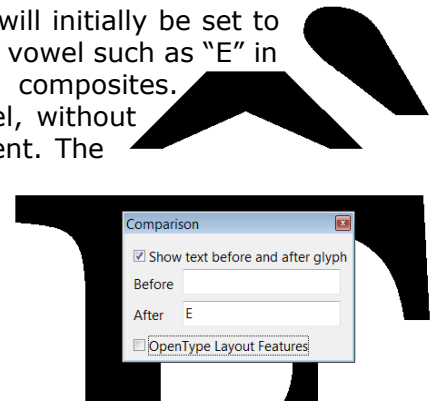 will initially be set to
vowel such as “E” in
composites.
el, without
ent. The
Comparison
Show text before and after glyph
Before
After E
OpenType Layout Features